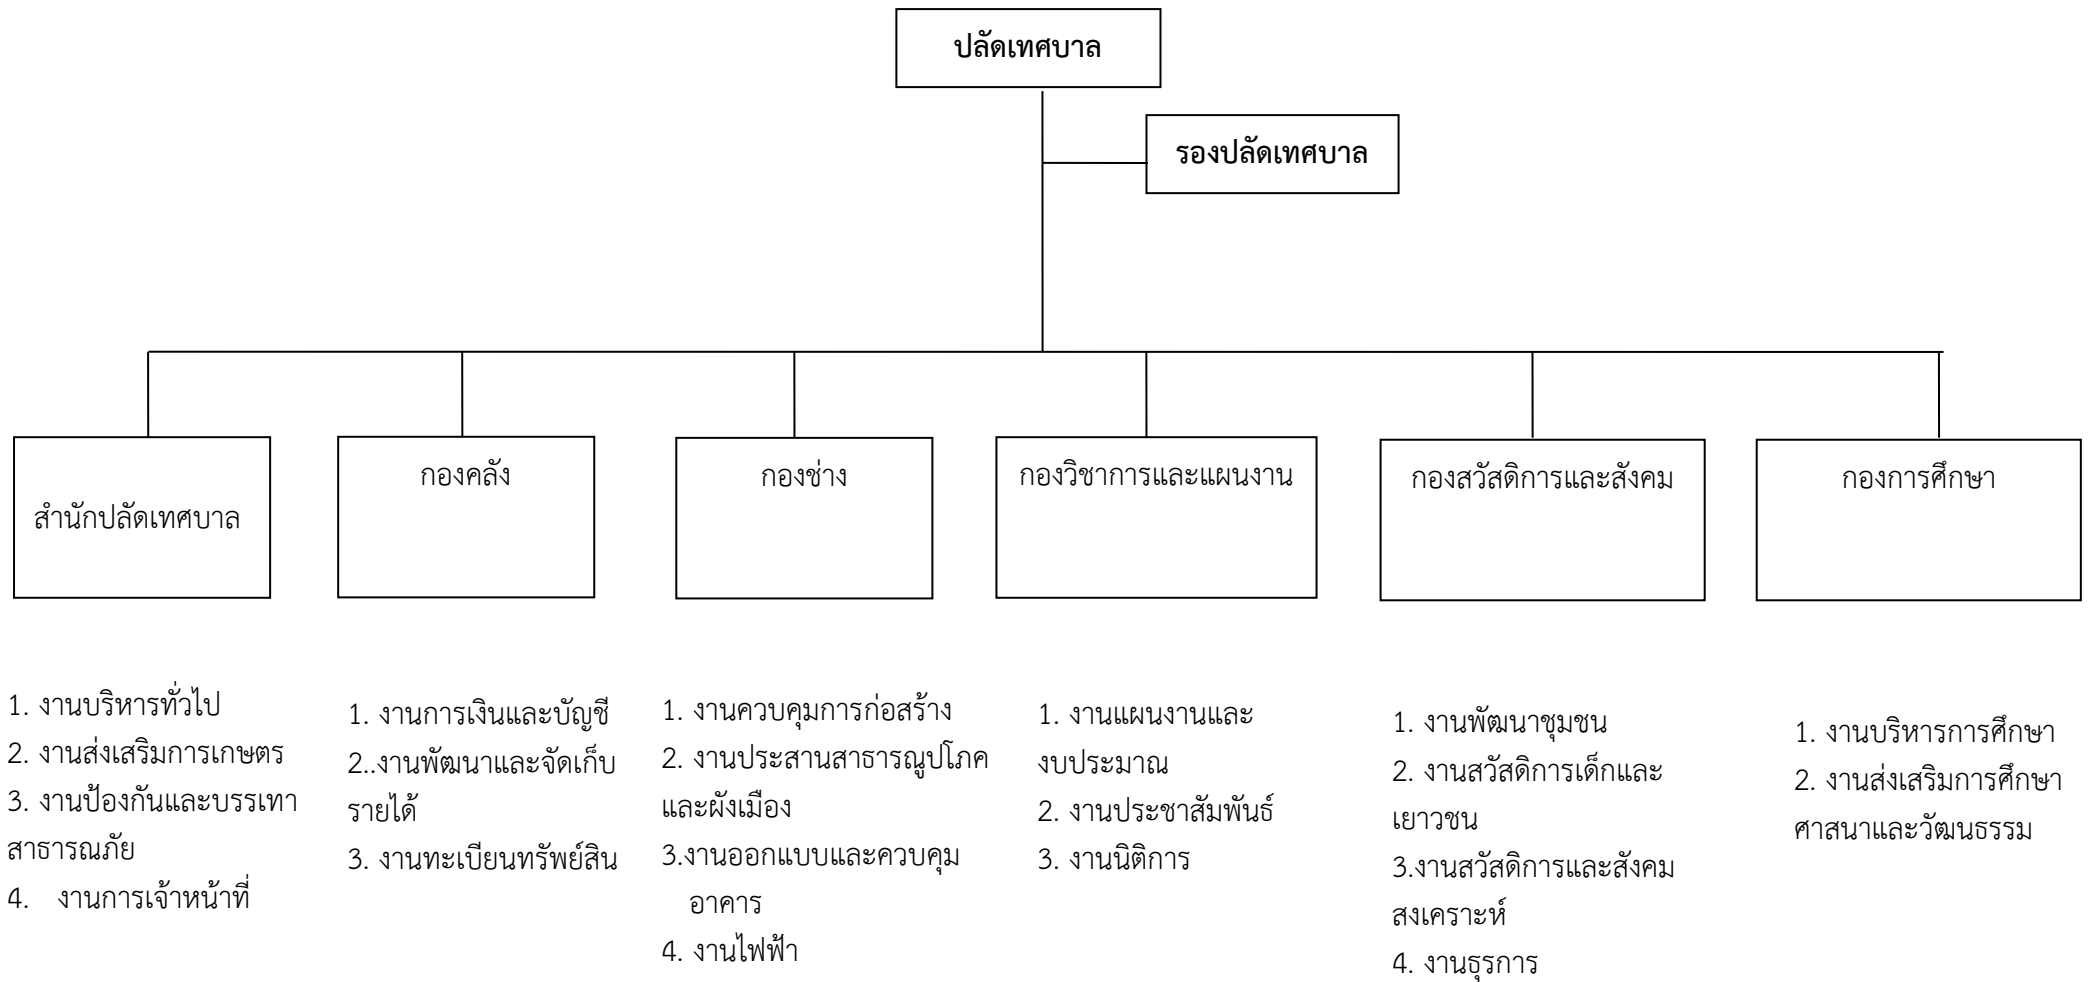 ปลัดเทศบาล
รองปลัดเทศบาล
สำนักปลัดเทศบาล
กองคลัง
กองช่าง
กองวิชาการและแผนงาน
กองสวัสดิการและสังคม
กองการศึกษา
1. งานบริหารทั่วไป
2. งานส่งเสริมการเกษตร
3. งานป้องกันและบรรเทา
สาธารณภัย
4. งานการเจ้าหน้าที่
1. งานการเงินและบัญชี
2..งานพัฒนาและจัดเก็บ
รายได้
3. งานทะเบียนทรัพย์สิน
1. งานควบคุมการก่อสร้าง
2. งานประสานสาธารณูปโภค
และผังเมือง
3.งานออกแบบและควบคุม
อาคาร
4. งานไฟฟ้า
1. งานแผนงานและ
งบประมาณ
2. งานประชาสัมพันธ์
3. งานนิติการ
1. งานพัฒนาชุมชน
2. งานสวัสดิการเด็กและ
เยาวชน
3.งานสวัสดิการและสังคม
สงเคราะห์
4. งานธุรการ
1. งานบริหารการศึกษา
2. งานส่งเสริมการศึกษา
ศาสนาและวัฒนธรรม